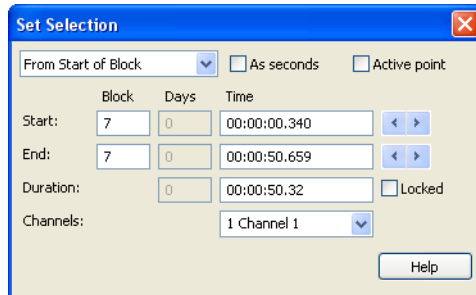 Set Selection
From Start of Block As seconds Active point
Block Days Time
Start: 7 0 00:00:00.340
End: 7 0 00:00:50.659
Duration: 0 00:00:50.32 Locked
Channels: 1 Channel 1
Help